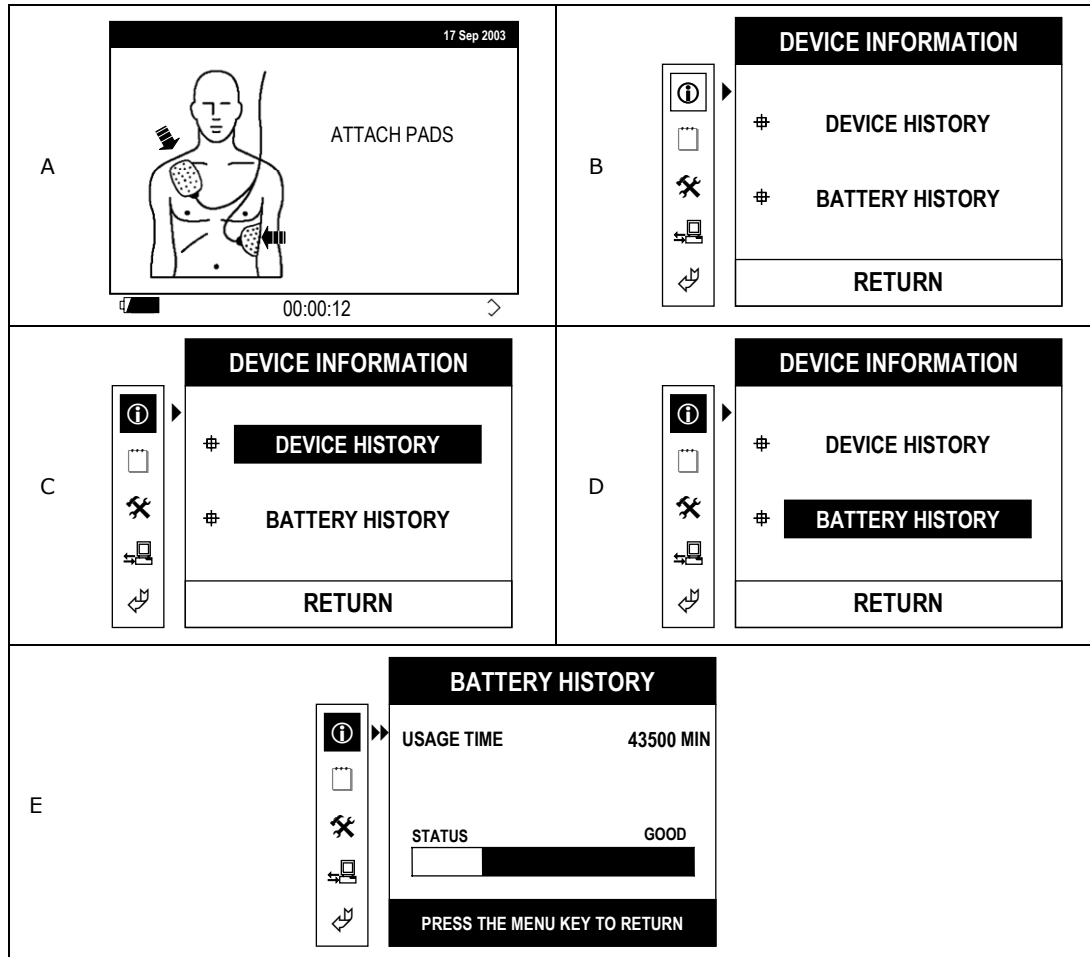 A
17 Sep 2003
ATTACH PADS
00:00:12
B
DEVICE INFORMATION
DEVICE HISTORY
BATTERY HISTORY
RETURN
C
DEVICE INFORMATION
DEVICE HISTORY
BATTERY HISTORY
RETURN
D
DEVICE INFORMATION
DEVICE HISTORY
BATTERY HISTORY
RETURN
E
BATTERY HISTORY
USAGE TIME 43500 MIN
STATUS GOOD
PRESS THE MENU KEY TO RETURN